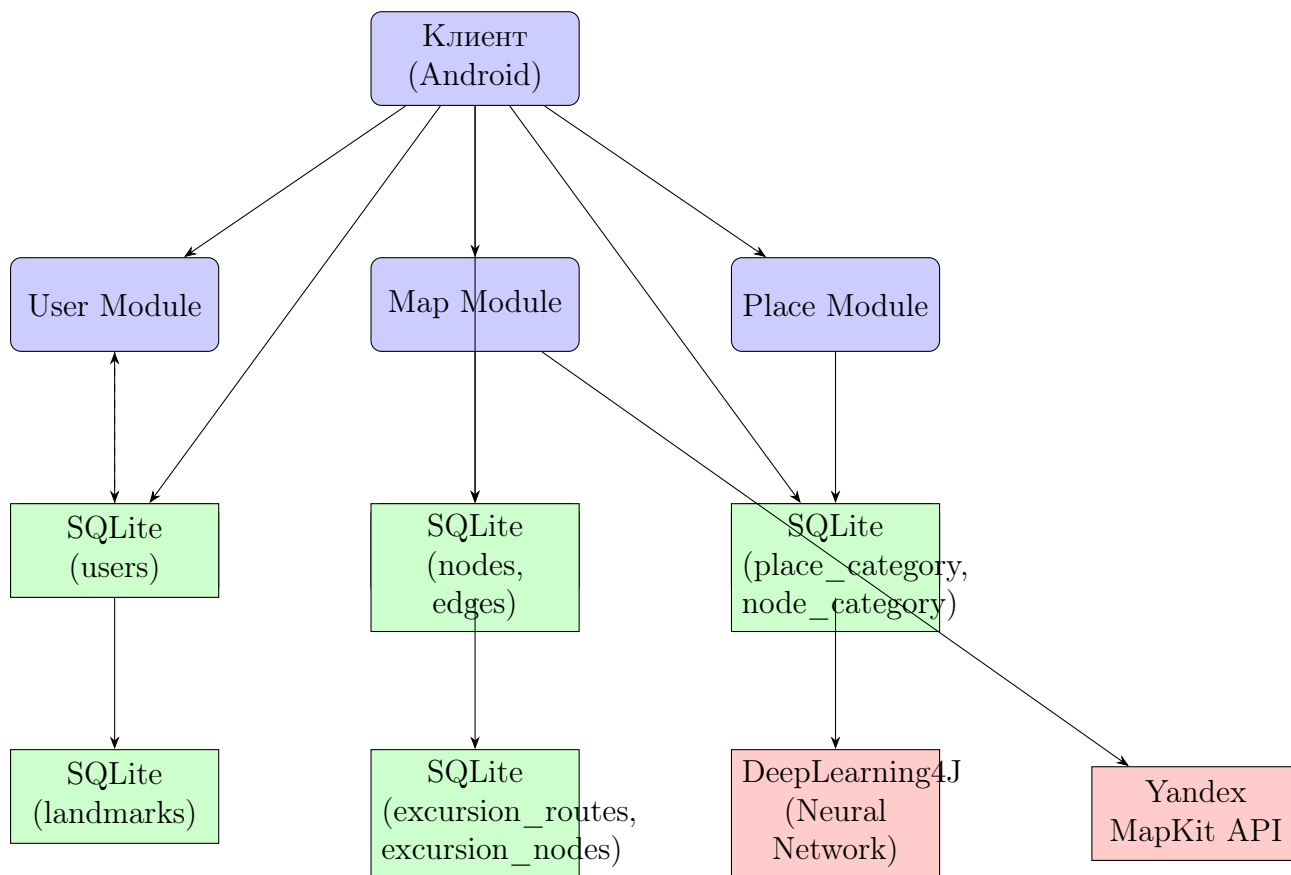 Клиент
(Android)
User Module
Map Module
Place Module
SQLite
(users)
SQLite
(nodes,
edges)
SQLite
(place_category,
node_category)
SQLite
(landmarks)
SQLite
(excursion_routes,
excursion_nodes)
DeepLearning4J
(Neural
Network)
Yandex
MapKit API